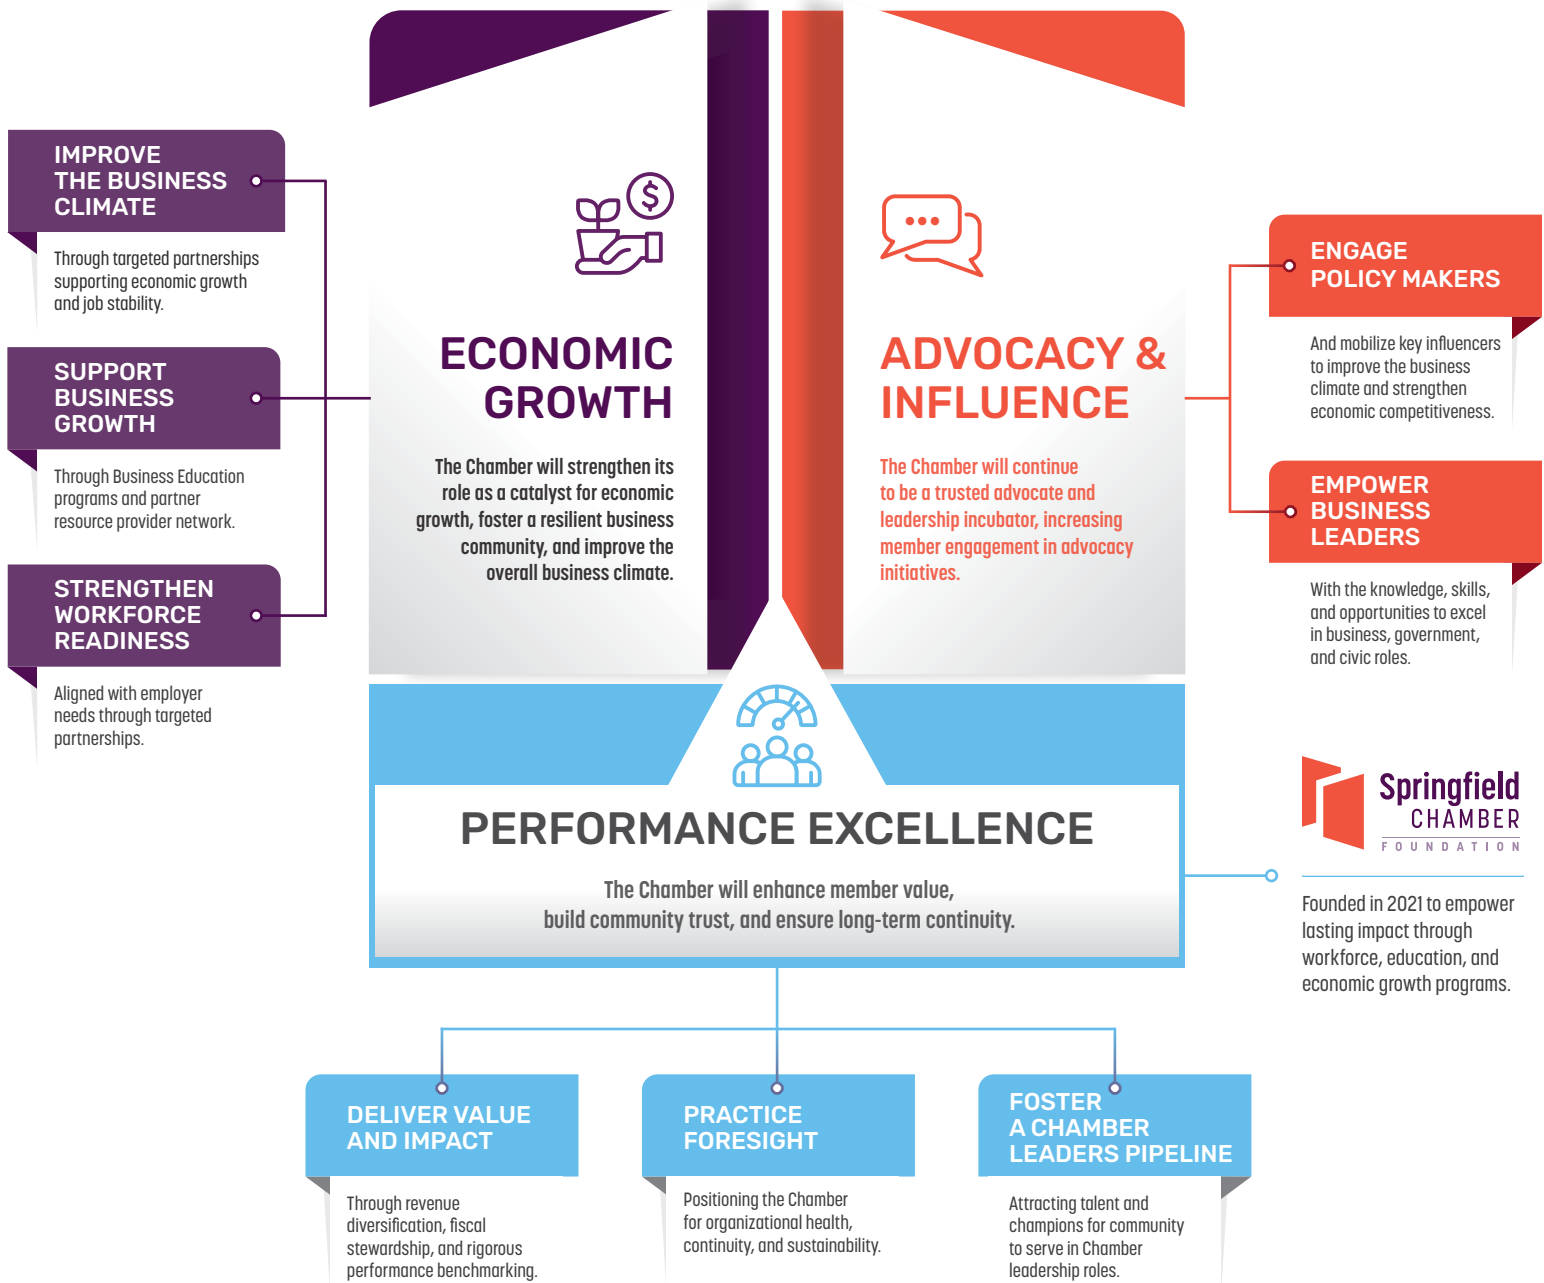 IMPROVE
THE BUSINESS
CLIMATE
Through targeted partnerships
supporting economic growth
and job stability.
SUPPORT
BUSINESS
GROWTH
Through Business Education
programs and partner
resource provider network.
STRENGTHEN
WORKFORCE
READINESS
Aligned with employer
needs through targeted
partnerships.
$
ECONOMIC
GROWTH
The Chamber will strengthen its
role as a catalyst for economic
growth, foster a resilient business
community, and improve the
overall business climate.
ADVOCACY &
INFLUENCE
The Chamber will continue
to be a trusted advocate and
leadership incubator, increasing
member engagement in advocacy
initiatives.
ENGAGE
POLICY MAKERS
And mobilize key influencers
to improve the business
climate and strengthen
economic competitiveness.
EMPOWER
BUSINESS
LEADERS
With the knowledge, skills,
and opportunities to excel
in business, government,
and civic roles.
PERFORMANCE EXCELLENCE
The Chamber will enhance member value,
build community trust, and ensure long-term continuity.
Springfield
CHAMBER
FOUNDATION
Founded in 2021 to empower
lasting impact through
workforce, education, and
economic growth programs.
DELIVER VALUE
AND IMPACT
Through revenue
diversification, fiscal
stewardship, and rigorous
performance benchmarking.
PRACTICE
FORESIGHT
Positioning the Chamber
for organizational health,
continuity, and sustainability.
FOSTER
A CHAMBER
LEADERS PIPELINE
Attracting talent and
champions for community
to serve in Chamber
leadership roles.